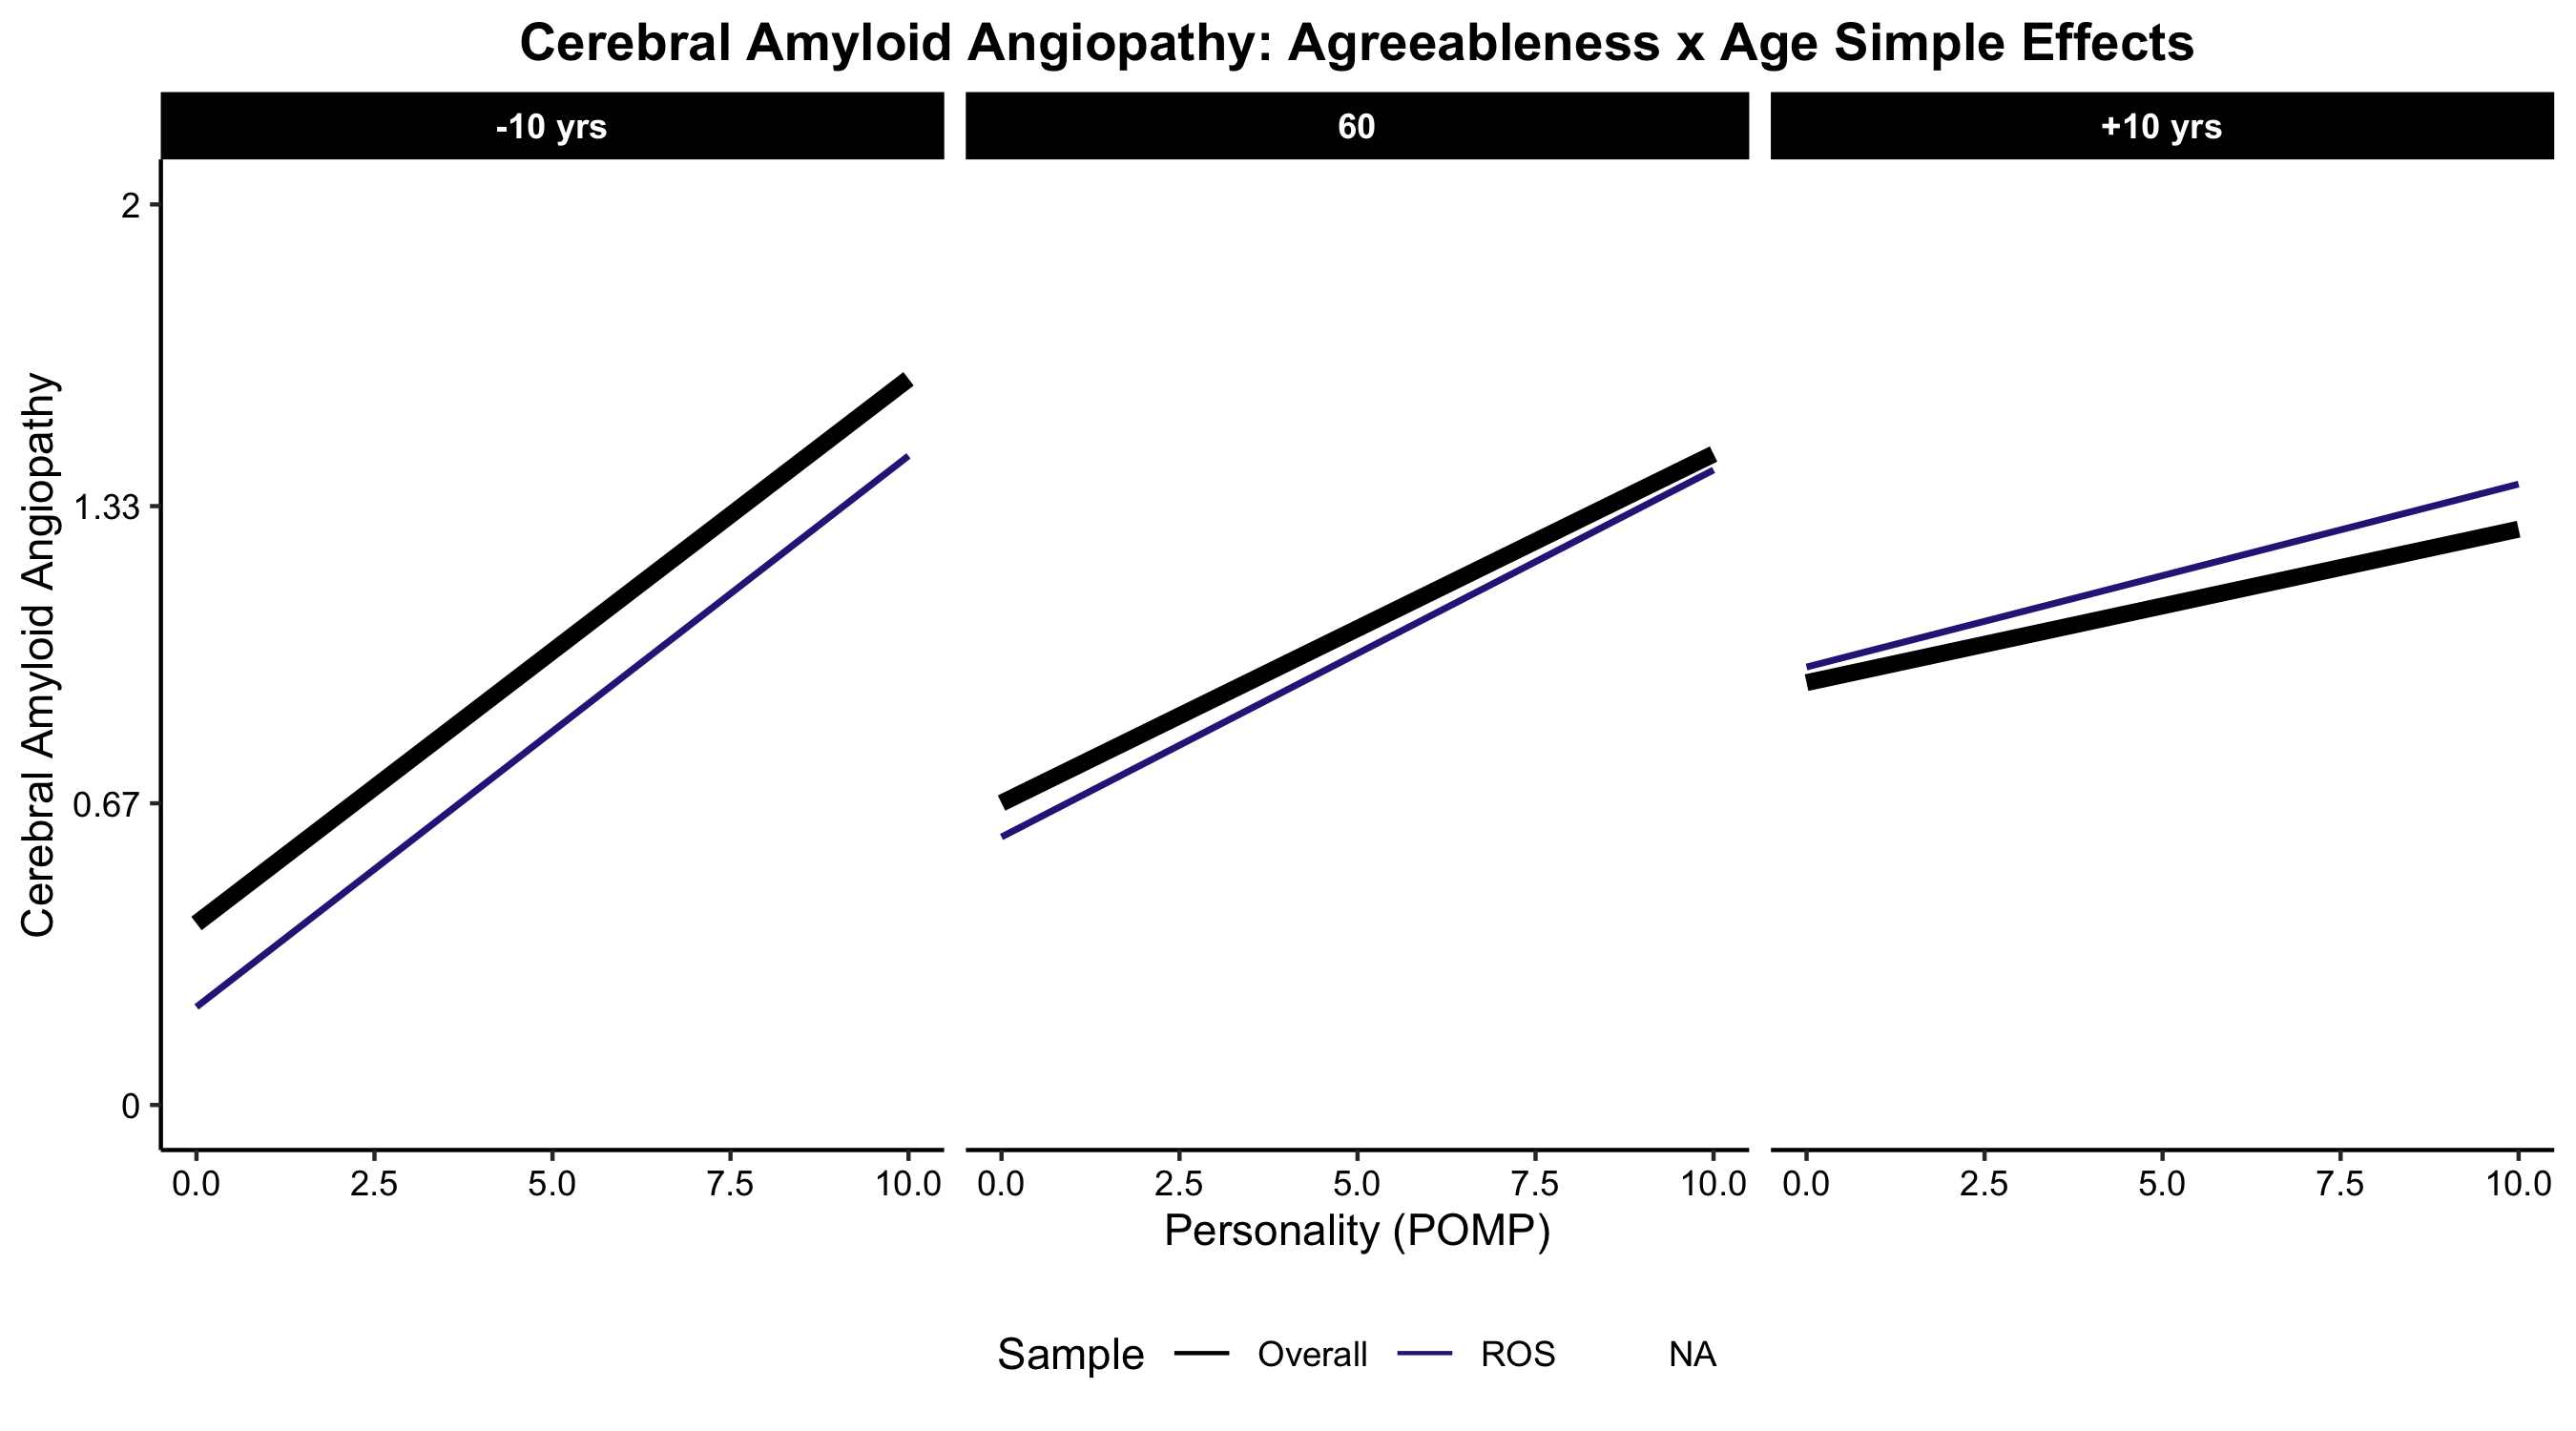 Cerebral Amyloid Angiopathy: Agreeableness x Age Simple Effects
-10 yrs
60
+10 yrs
Cerebral Amyloid Angiopathy
2
1.33
0.67
0
0.0 2.5 5.0 7.5 10.0
0.0 2.5 5.0 7.5 10.0
0.0 2.5 5.0 7.5 10.0
Personality (POMP)
Sample Overall ROS NA